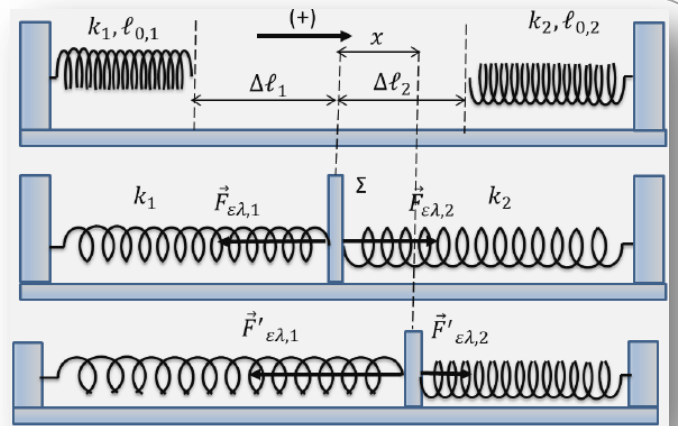 k₁, ℓ₀,₁
(+)
x
k₂, ℓ₀,₂
Δℓ₁
Δℓ₂
k₁
F⃗ελ,₁
Σ
F⃗ελ,₂
k₂
F⃗'ελ,₁
F⃗'ελ,₂